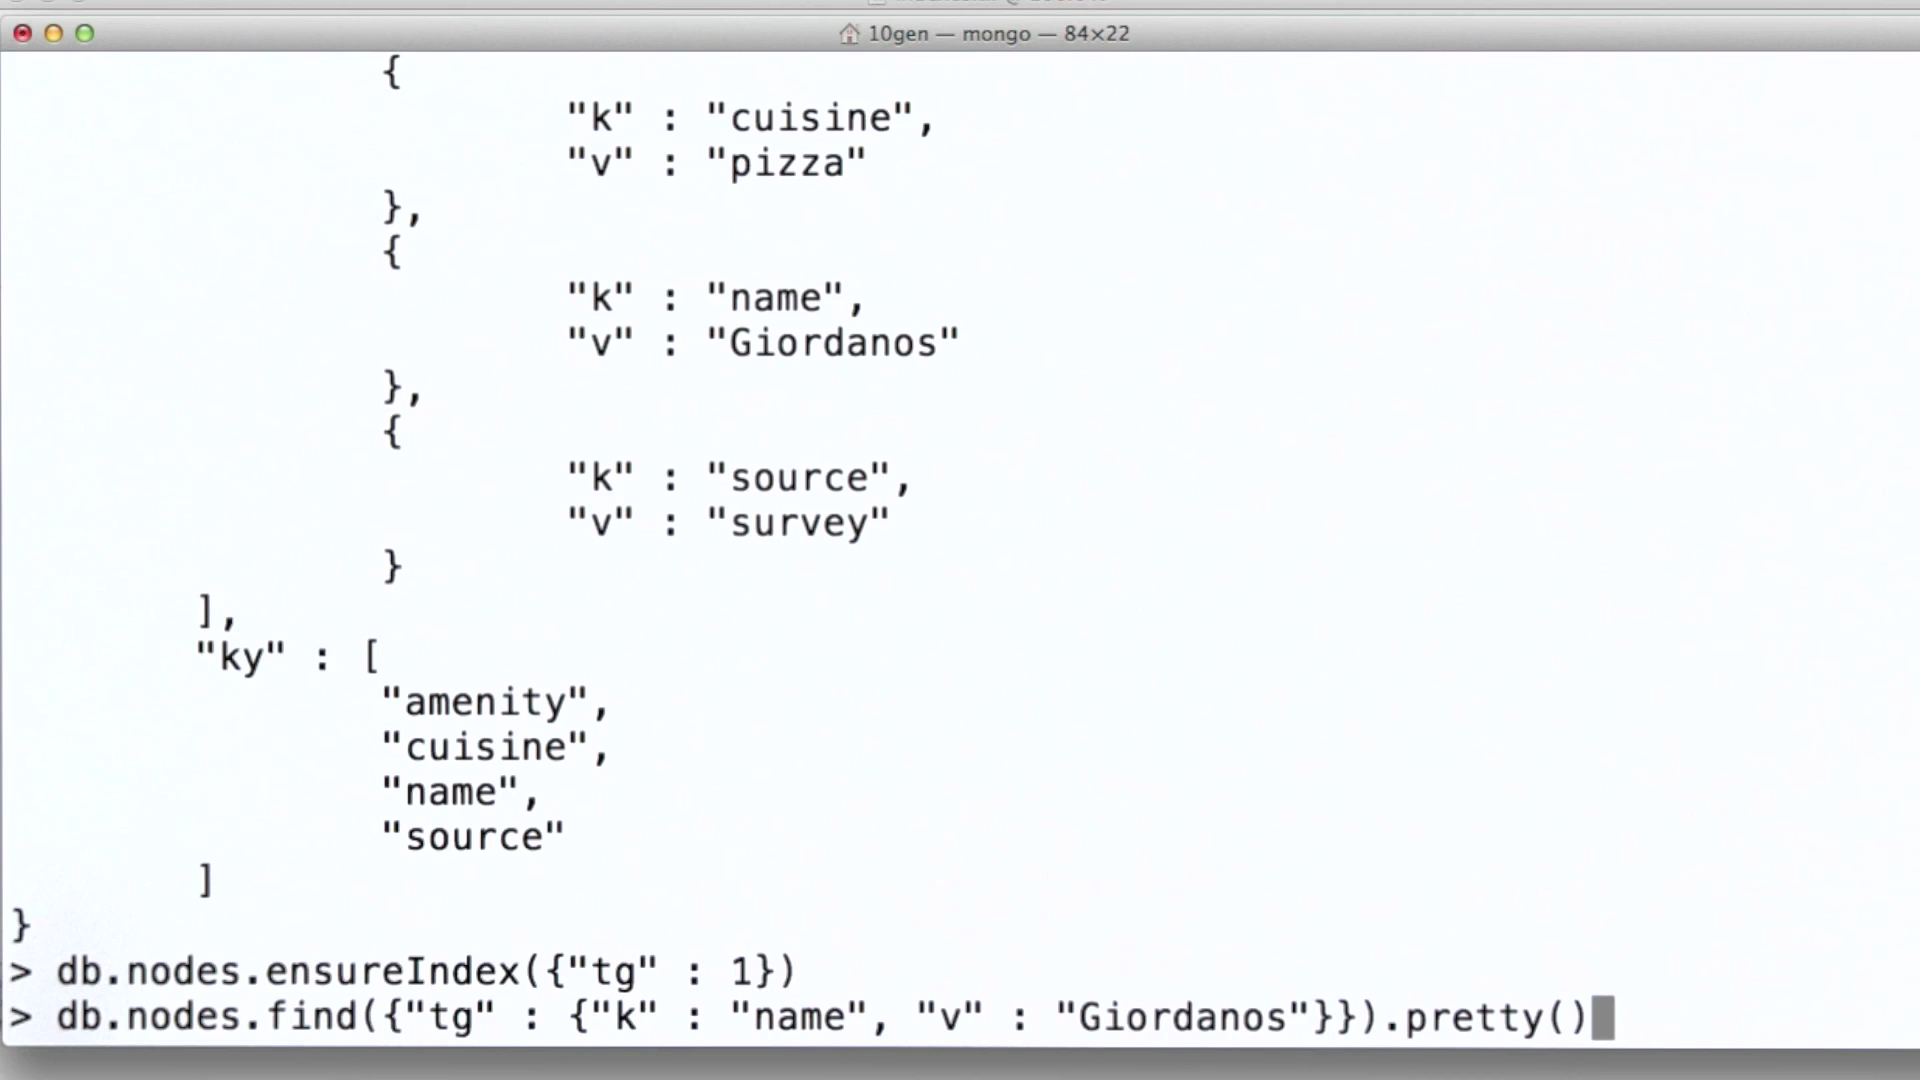 10gen — mongo — 84×22
{
"k" : "cuisine",
"v" : "pizza"
},
{
"k" : "name",
"v" : "Giordanos"
},
{
"k" : "source",
"v" : "survey"
}
],
"ky" : [
"amenity",
"cuisine",
"name",
"source"
]
}
> db.nodes.ensureIndex({"tg" : 1})
> db.nodes.find({"tg" : {"k" : "name", "v" : "Giordanos"}}).pretty()